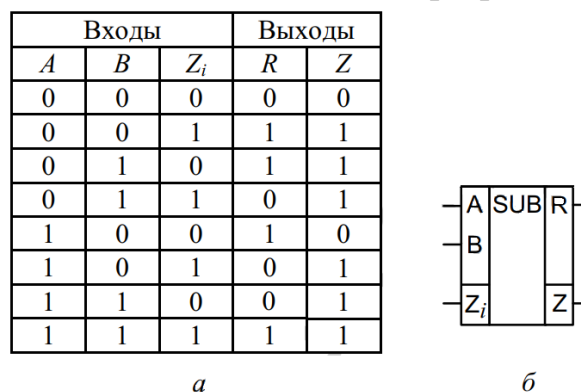 Входы Выходы
A B Zi R Z
0 0 0 0 0
0 0 1 1 1
0 1 0 1 1
0 1 1 0 1
1 0 0 1 0
1 0 1 0 1
1 1 0 0 1
1 1 1 1 1
A SUB R
B
Zi Z
а б